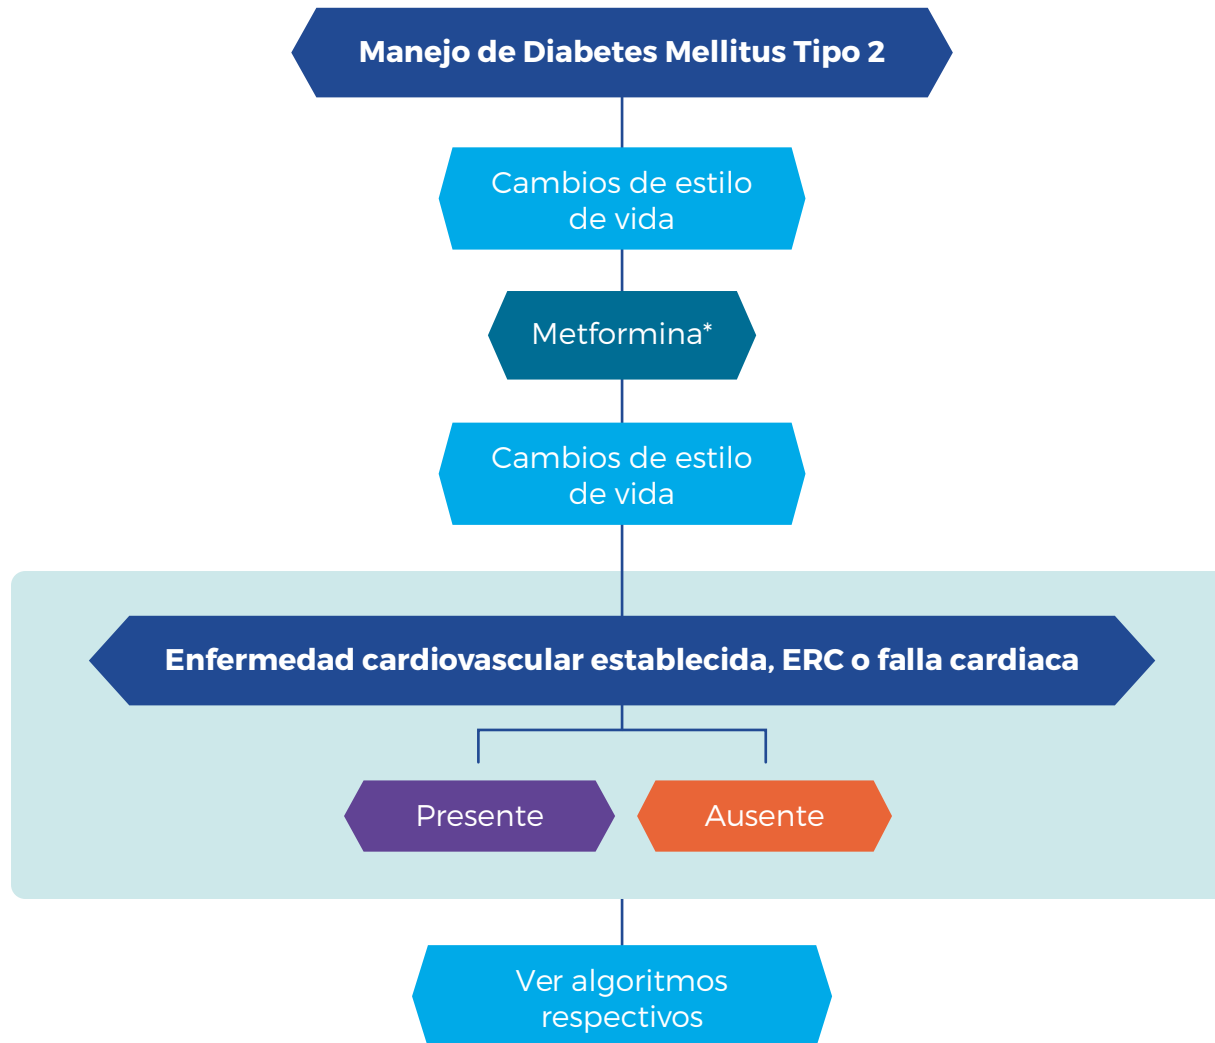 Manejo de Diabetes Mellitus Tipo 2
Cambios de estilo
de vida
Metformina*
Cambios de estilo
de vida
Enfermedad cardiovascular establecida, ERC o falla cardiaca
Presente
Ausente
Ver algoritmos
respectivos